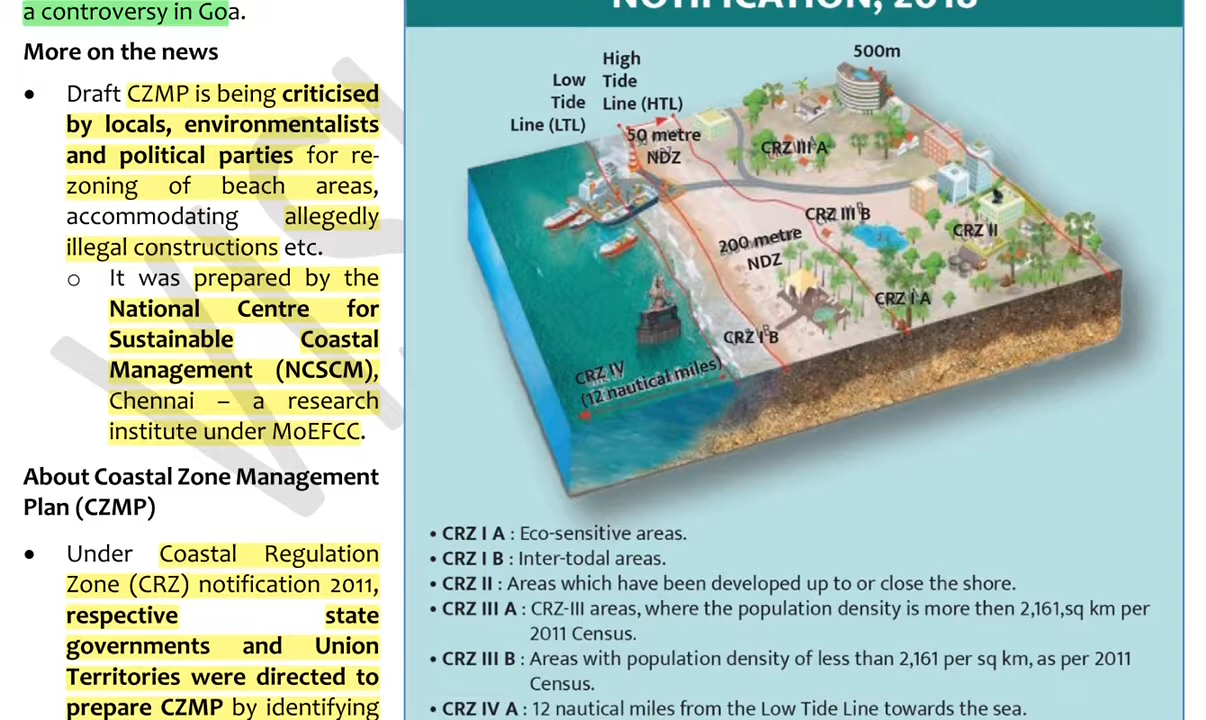 a controversy in Goa.
More on the news
• Draft CZMP is being criticised
by locals, environmentalists
and political parties for re-
zoning of beach areas,
accommodating allegedly
illegal constructions etc.
o It was prepared by the
National Centre for
Sustainable Coastal
Management (NCSCM),
Chennai – a research
institute under MoEFCC.
About Coastal Zone Management
Plan (CZMP)
• Under Coastal Regulation
Zone (CRZ) notification 2011,
respective state
governments and Union
Territories were directed to
prepare CZMP by identifying
NOTIFICATION, 2018
500m
High
Tide
Line (HTL)
Low
Tide
Line (LTL)
50 metre
NDZ
CRZ III A
CRZ III B
200 metre
NDZ
CRZ II
CRZ I A
CRZ I B
CRZ IV
(12 nautical miles)
• CRZ I A : Eco-sensitive areas.
• CRZ I B : Inter-todal areas.
• CRZ II : Areas which have been developed up to or close the shore.
• CRZ III A : CRZ-III areas, where the population density is more then 2,161,sq km per
2011 Census.
• CRZ III B : Areas with population density of less than 2,161 per sq km, as per 2011
Census.
• CRZ IV A : 12 nautical miles from the Low Tide Line towards the sea.